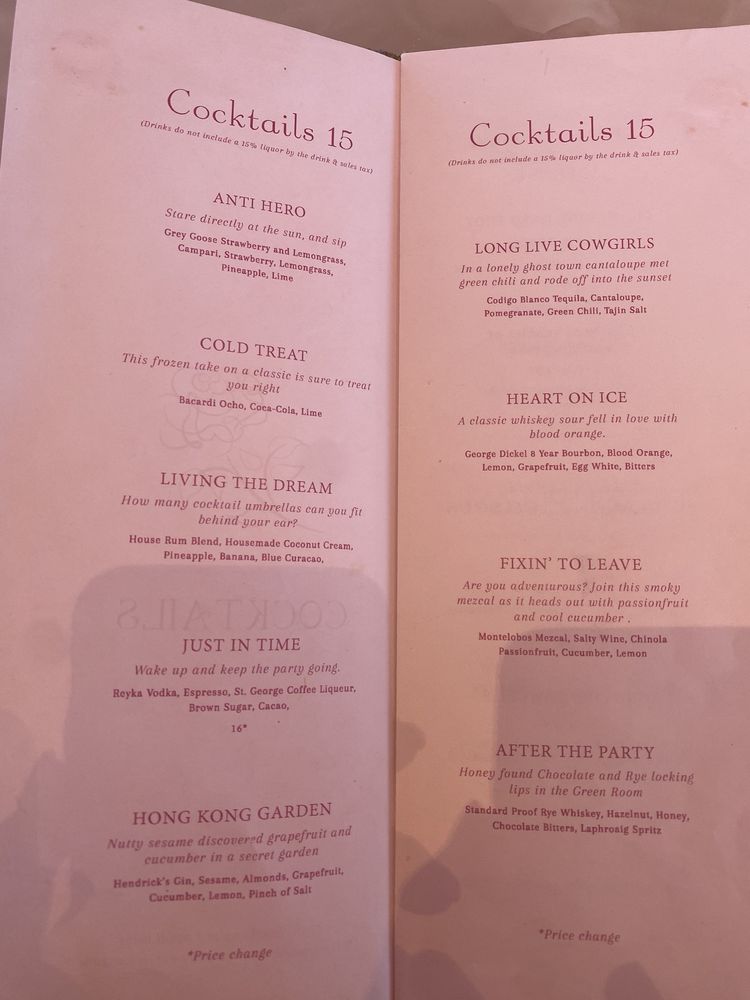 Cocktails 15
(Drinks do not include a 15% liquor by the drink & sales tax)
ANTI HERO
Stare directly at the sun, and sip
Grey Goose Strawberry and Lemongrass,
Campari, Strawberry, Lemongrass,
Pineapple, Lime
COLD TREAT
This frozen take on a classic is sure to treat
you right
Bacardi Ocho, Coca-Cola, Lime
LIVING THE DREAM
How many cocktail umbrellas can you fit
behind your ear?
House Rum Blend, Housemade Coconut Cream,
Pineapple, Banana, Blue Curacao,
COCKTAILS
JUST IN TIME
Wake up and keep the party going.
Reyka Vodka, Espresso, St. George Coffee Liqueur,
Brown Sugar, Cacao,
16*
HONG KONG GARDEN
Nutty sesame discovered grapefruit and
cucumber in a secret garden
Hendrick's Gin, Sesame, Almonds, Grapefruit,
Cucumber, Lemon, Pinch of Salt
*Price change
Cocktails 15
(Drinks do not include a 15% liquor by the drink & sales tax)
LONG LIVE COWGIRLS
In a lonely ghost town cantaloupe met
green chili and rode off into the sunset
Codigo Blanco Tequila, Cantaloupe,
Pomegranate, Green Chili, Tajin Salt
HEART ON ICE
A classic whiskey sour fell in love with
blood orange.
George Dickel 8 Year Bourbon, Blood Orange,
Lemon, Grapefruit, Egg White, Bitters
FIXIN' TO LEAVE
Are you adventurous? Join this smoky
mezcal as it heads out with passionfruit
and cool cucumber .
Montelobos Mezcal, Salty Wine, Chinola
Passionfruit, Cucumber, Lemon
AFTER THE PARTY
Honey found Chocolate and Rye locking
lips in the Green Room
Standard Proof Rye Whiskey, Hazelnut, Honey,
Chocolate Bitters, Laphroaig Spritz
*Price change